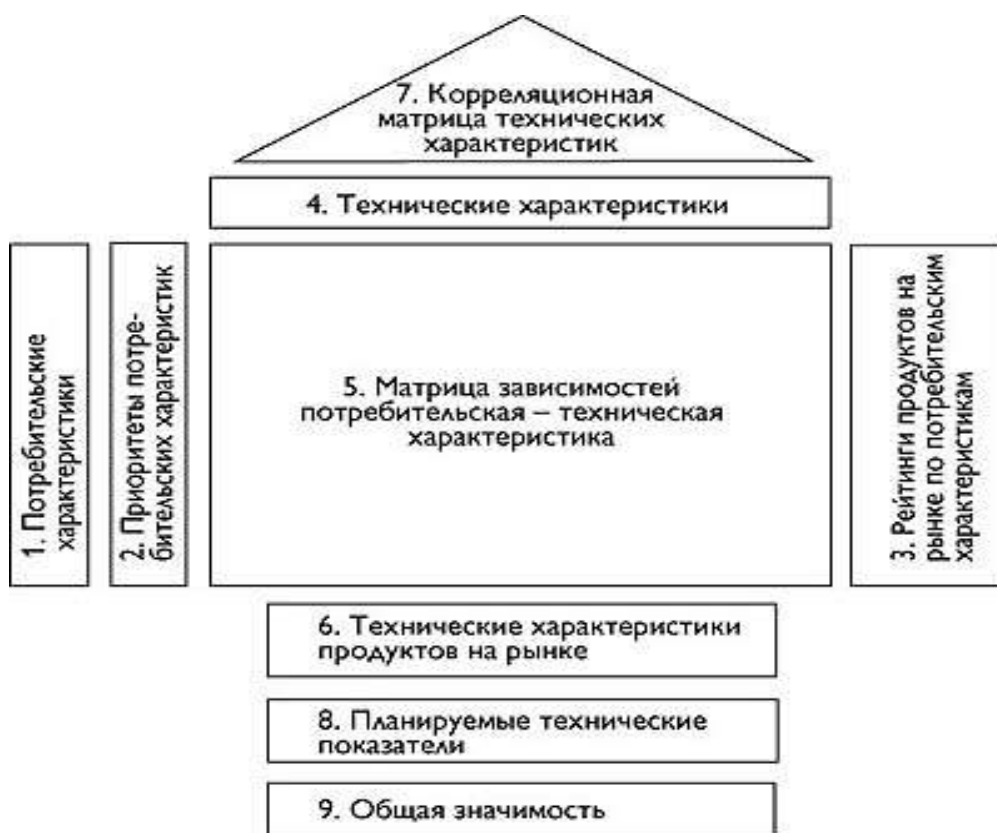 7. Корреляционная
матрица технических
характеристик
4. Технические характеристики
1. Потребительские
характеристики
2. Приоритеты потре-
бительских характеристик
5. Матрица зависимостей
потребительская – техническая
характеристика
3. Рейтинги продуктов на
рынке по потребительским
характеристикам
6. Технические характеристики
продуктов на рынке
8. Планируемые технические
показатели
9. Общая значимость